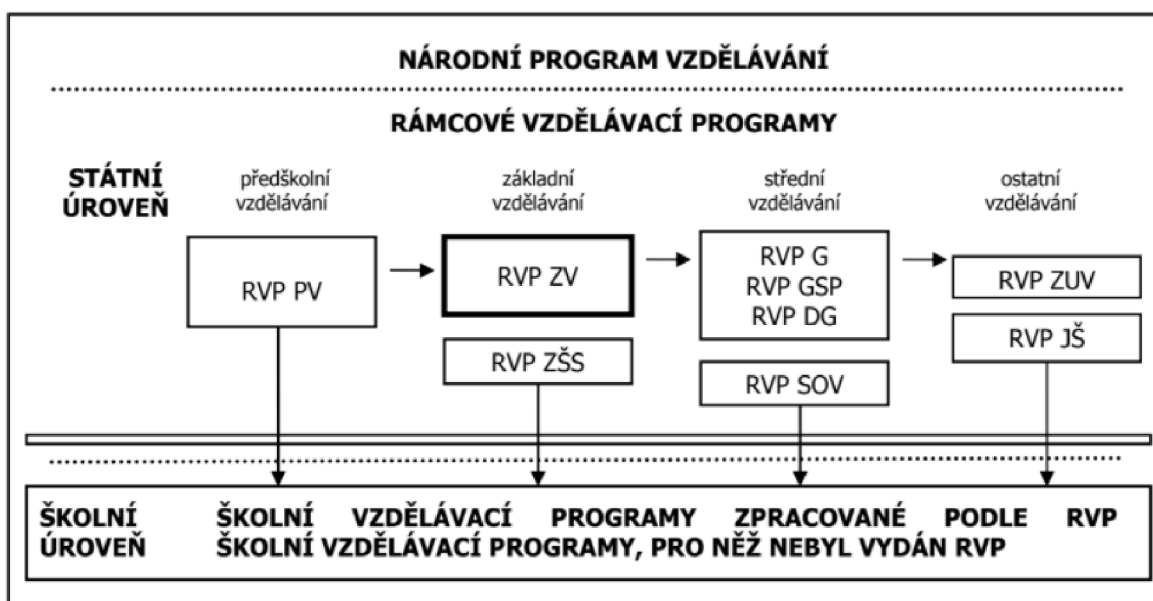 NÁRODNÍ PROGRAM VZDĚLÁVÁNÍ
RÁMCOVÉ VZDĚLÁVACÍ PROGRAMY
STÁTNÍ
ÚROVEŇ
předškolní
vzdělávání
základní
vzdělávání
střední
vzdělávání
ostatní
vzdělávání
RVP PV
RVP ZV
RVP ZŠS
RVP G
RVP GSP
RVP DG
RVP SOV
RVP ZUV
RVP JŠ
ŠKOLNÍ
ÚROVEŇ
ŠKOLNÍ VZDĚLÁVACÍ PROGRAMY ZPRACOVANÉ PODLE RVP
ŠKOLNÍ VZDĚLÁVACÍ PROGRAMY, PRO NĚŽ NEBYL VYDÁN RVP